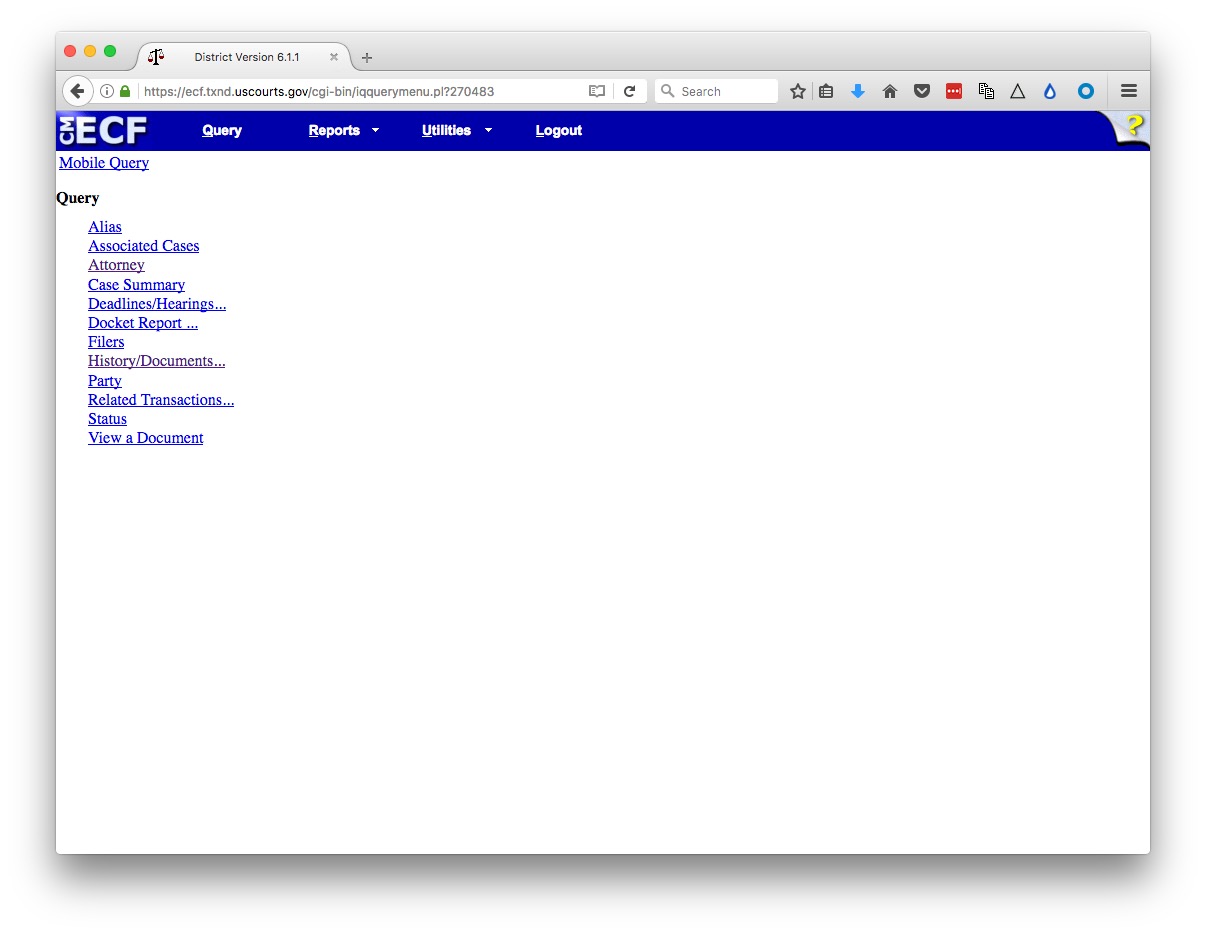 District Version 6.1.1
https://ecf.txnd.uscourts.gov/cgi-bin/iqquerymenu.pl?270483
Search
CM ECF Query Reports Utilities Logout ?
Mobile Query
Query
Alias
Associated Cases
Attorney
Case Summary
Deadlines/Hearings...
Docket Report ...
Filers
History/Documents...
Party
Related Transactions...
Status
View a Document